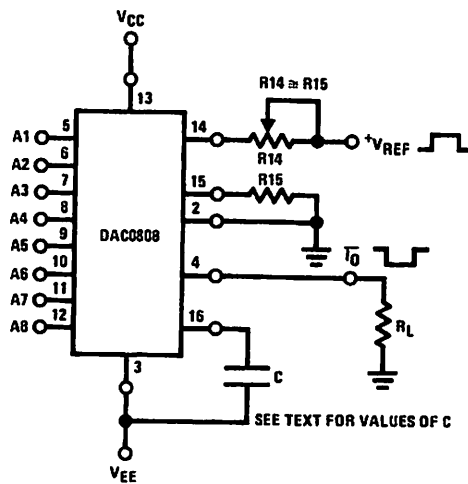 VCC
13
R14 ≅ R15
A1 5
14
R14
+VREF
A2 6
A3 7
15
R15
A4 8
2
DAC0808
A5 9
4
I̅O̅
A6 10
A7 11
16
RL
A8 12
C
3
SEE TEXT FOR VALUES OF C
VEE